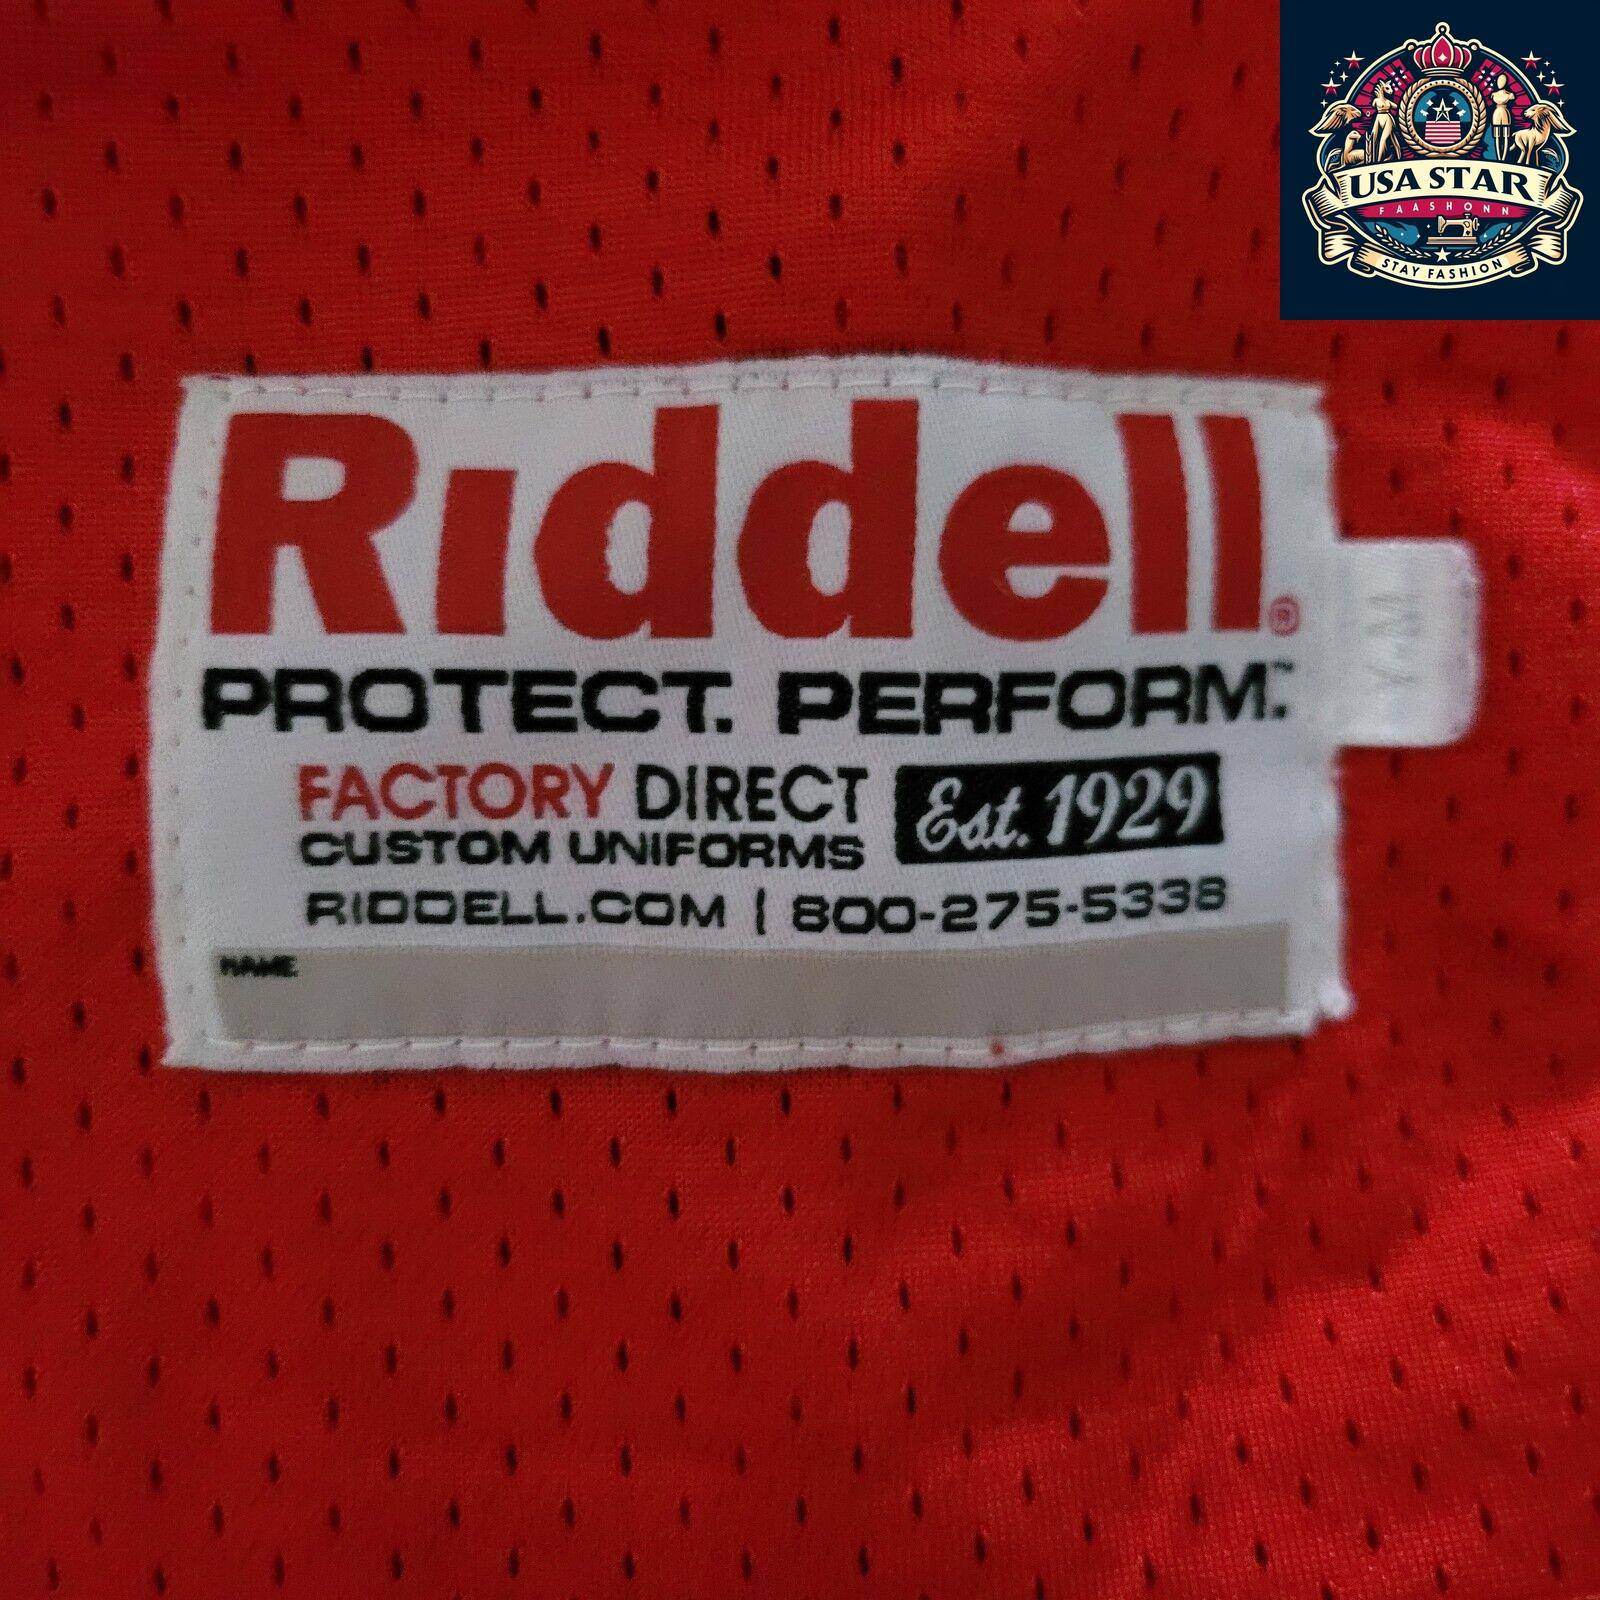 USA STAR
FAASHONN
STAY FASHION
Riddell®
PROTECT. PERFORM.™
FACTORY DIRECT
CUSTOM UNIFORMS
Est. 1929
RIDDELL.COM | 800-275-5338
NAME